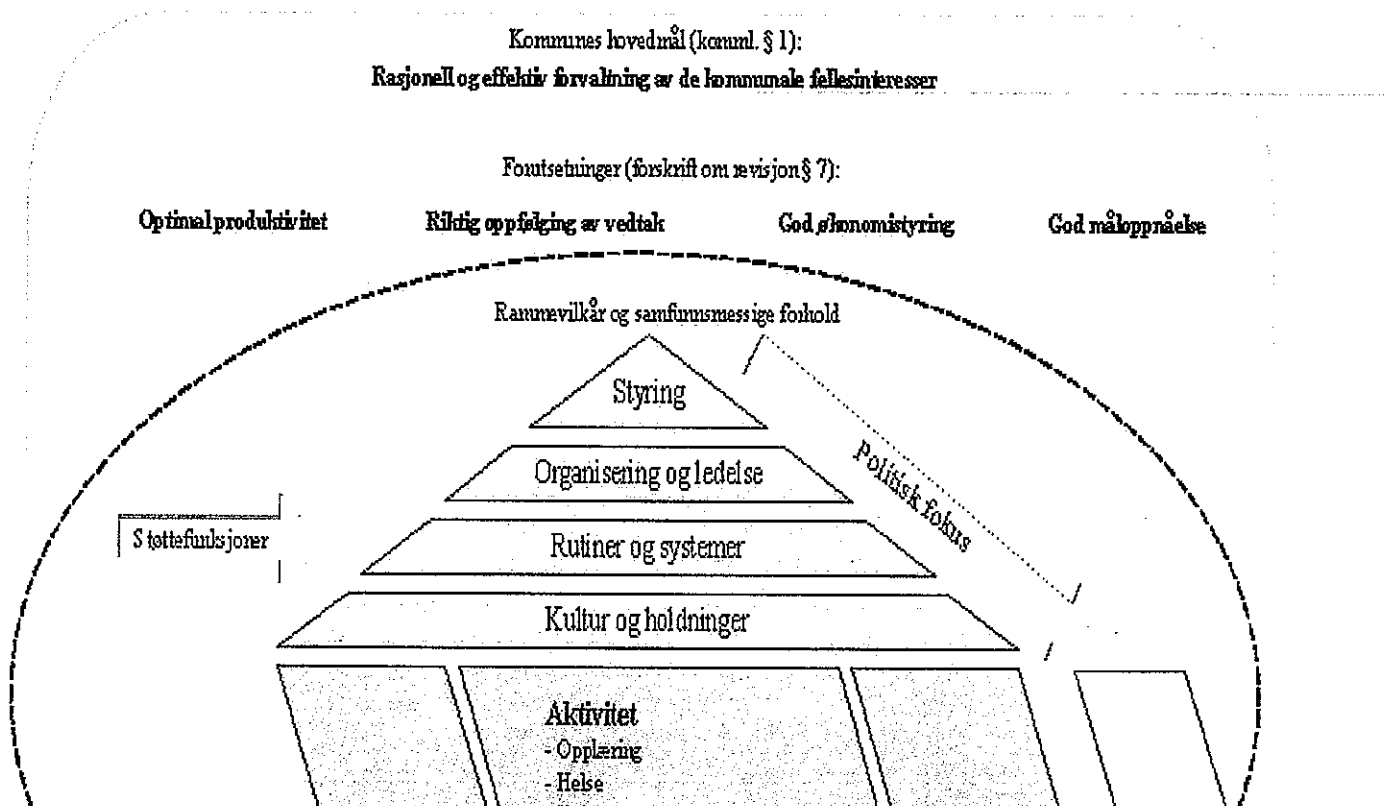 Kommunes hovedmål (komml. § 1):
Rasjonell og effektiv forvaltning av de kommunale fellesinteresser
Forutsetninger (forskrift om revisjon § 7):
Optimal produktivitet
Riktig oppfølging av vedtak
God økonomistyring
God måloppnåelse
Rammevilkår og samfunnsmessige forhold
Styring
Organisering og ledelse
Politisk fokus
Støttefunksjoner
Rutiner og systemer
Kultur og holdninger
Aktivitet
- Opplæring
- Helse